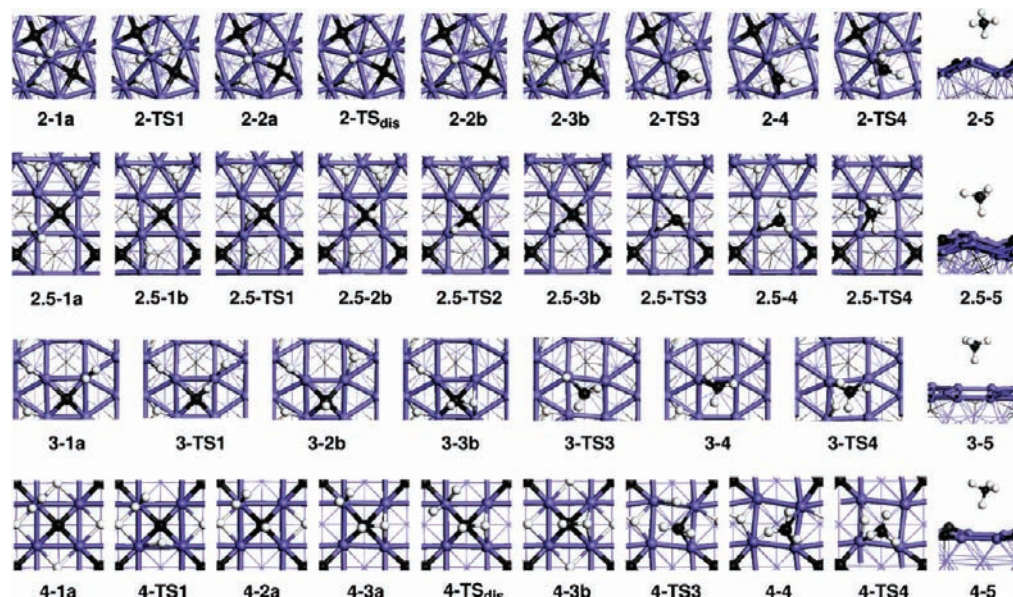 2-1a 2-TS1 2-2a 2-TSdis 2-2b 2-3b 2-TS3 2-4 2-TS4 2-5
2.5-1a 2.5-1b 2.5-TS1 2.5-2b 2.5-TS2 2.5-3b 2.5-TS3 2.5-4 2.5-TS4 2.5-5
3-1a 3-TS1 3-2b 3-3b 3-TS3 3-4 3-TS4 3-5
4-1a 4-TS1 4-2a 4-3a 4-TSdis 4-3b 4-TS3 4-4 4-TS4 4-5